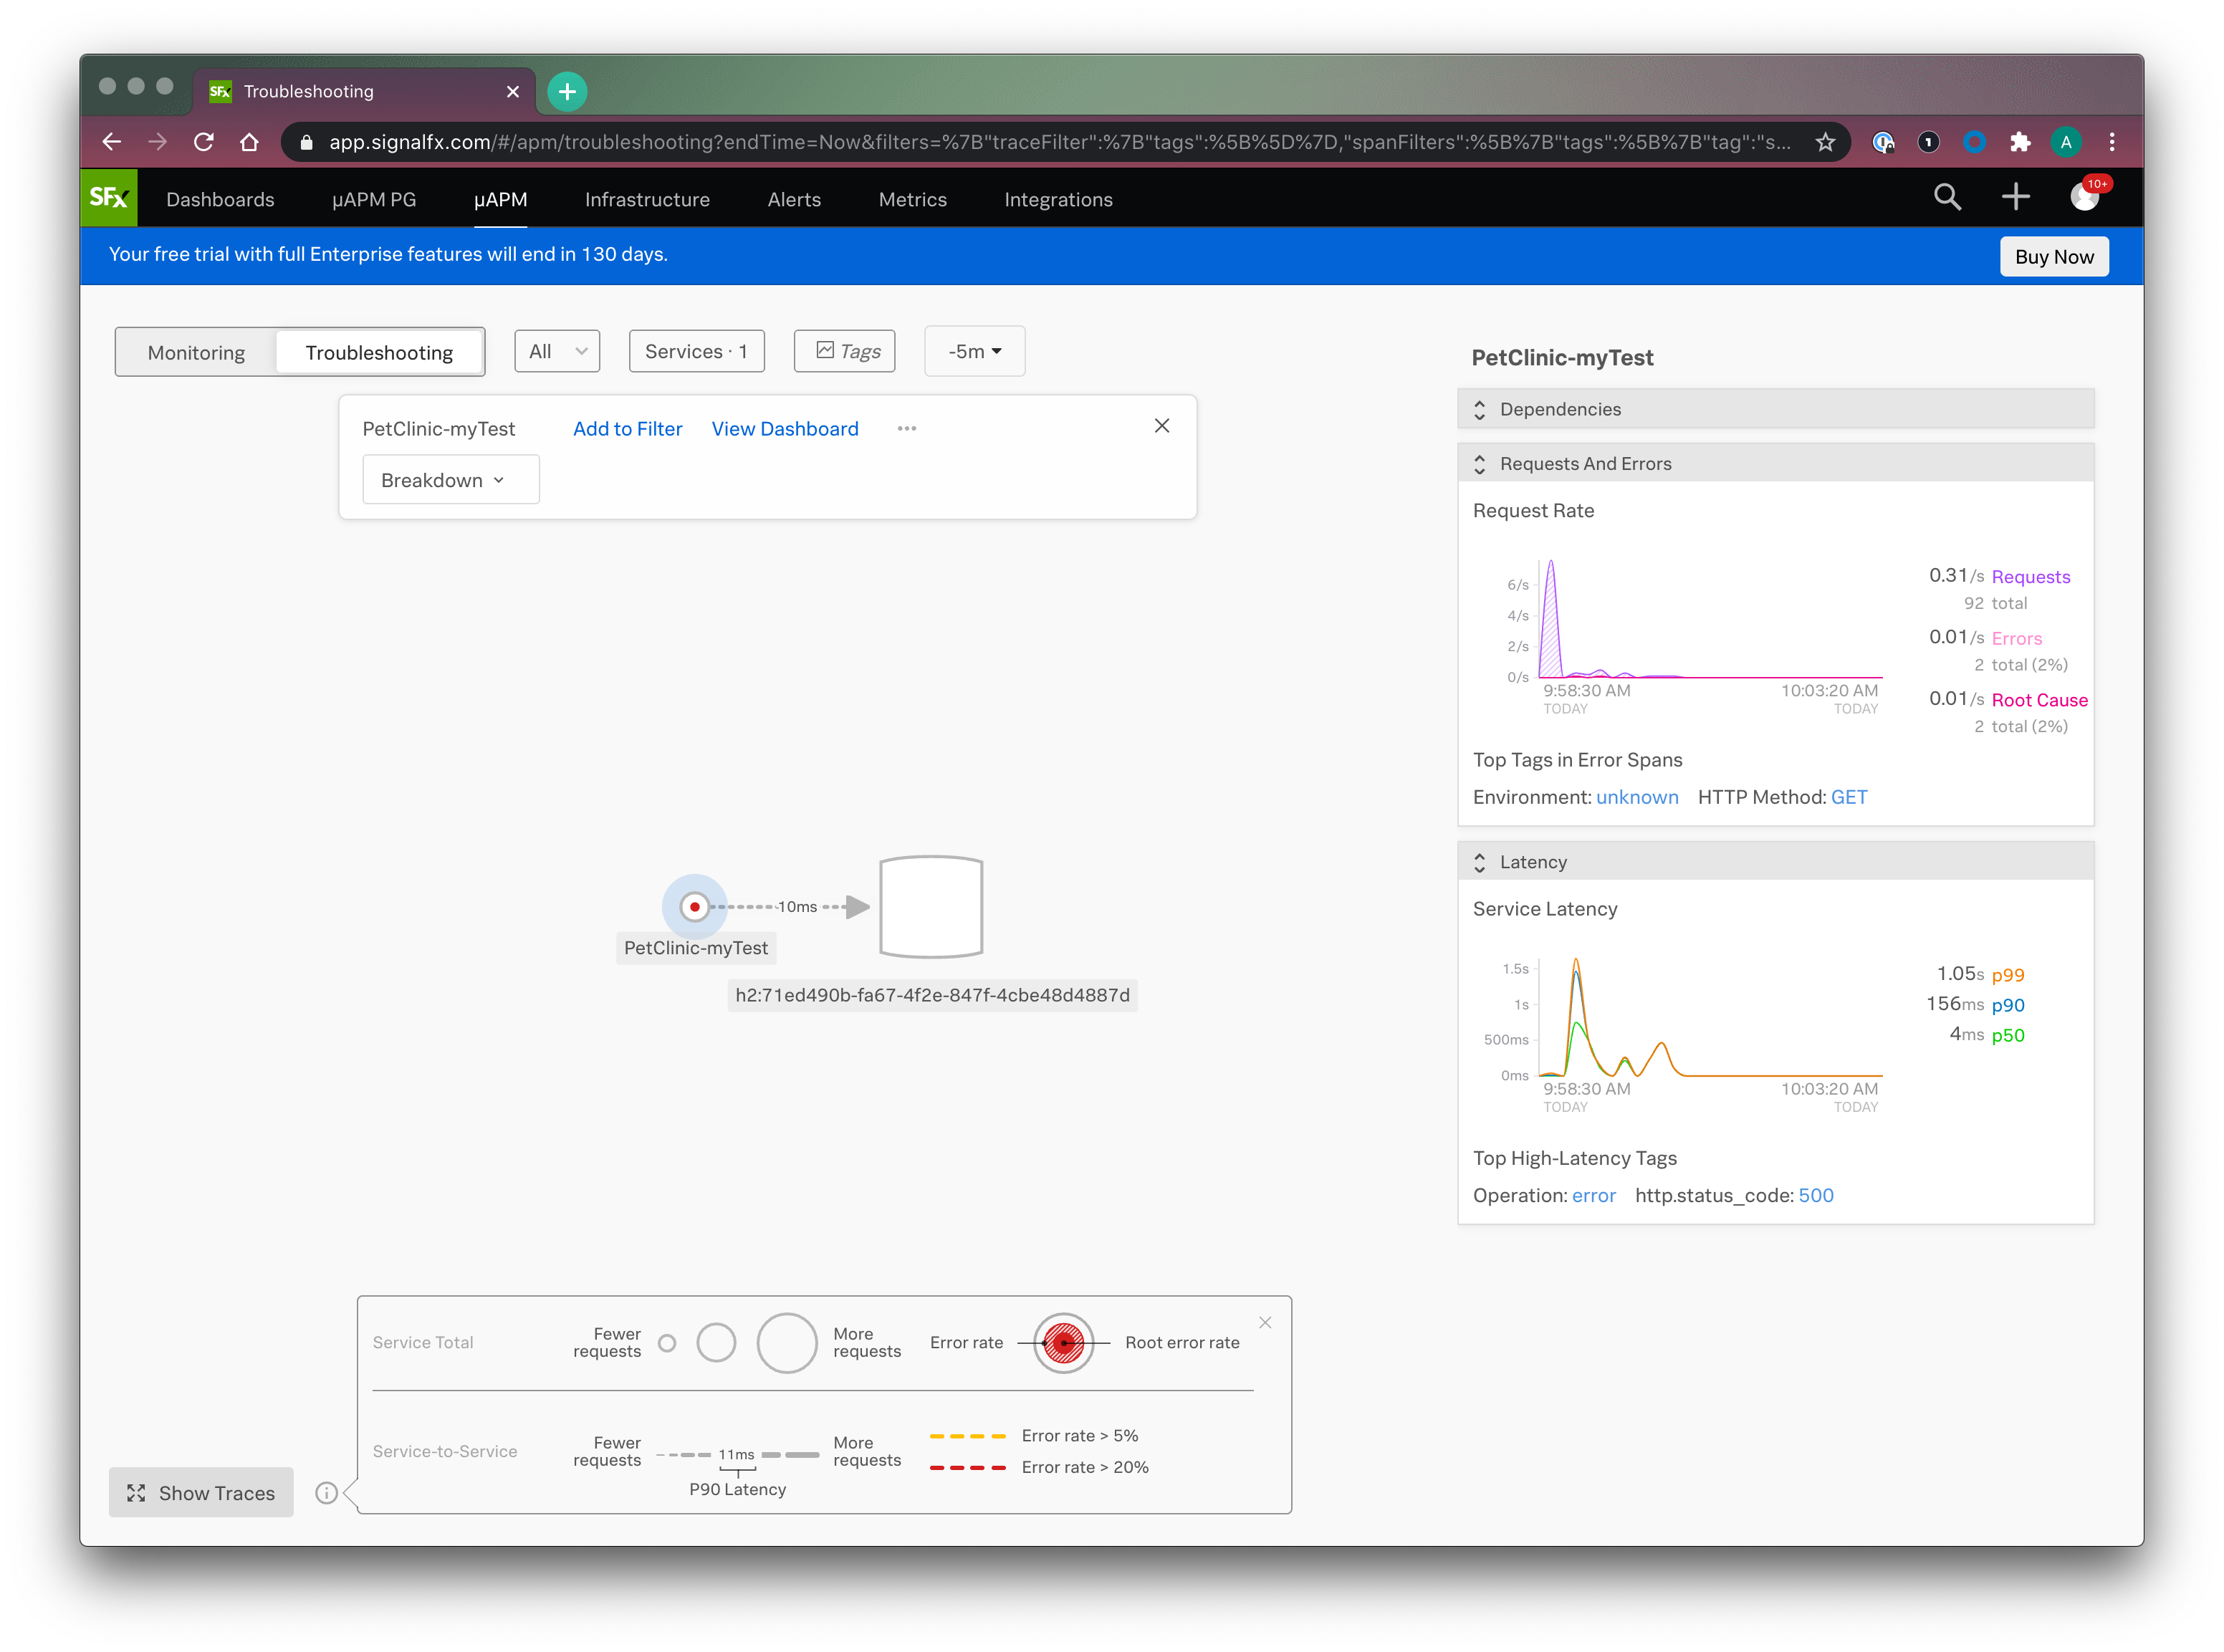 SFx Troubleshooting
app.signalfx.com/#/apm/troubleshooting?endTime=Now&filters=%7B"traceFilter":%7B"tags":%5B%5D%7D,"spanFilters":%5B%7B"tags":%5B%7B"tag":"s...
1
A
SFx
Dashboards
µAPM PG
µAPM
Infrastructure
Alerts
Metrics
Integrations
10+
Your free trial with full Enterprise features will end in 130 days.
Buy Now
Monitoring
Troubleshooting
All
Services · 1
Tags
-5m
PetClinic-myTest
Add to Filter
View Dashboard
Breakdown
10ms
PetClinic-myTest
h2:71ed490b-fa67-4f2e-847f-4cbe48d4887d
PetClinic-myTest
Dependencies
Requests And Errors
Request Rate
6/s
4/s
2/s
0/s
9:58:30 AM
TODAY
10:03:20 AM
TODAY
0.31/s Requests
92 total
0.01/s Errors
2 total (2%)
0.01/s Root Cause
2 total (2%)
Top Tags in Error Spans
Environment: unknown HTTP Method: GET
Latency
Service Latency
1.5s
1s
500ms
0ms
9:58:30 AM
TODAY
10:03:20 AM
TODAY
1.05s p99
156ms p90
4ms p50
Top High-Latency Tags
Operation: error http.status_code: 500
Service Total
Fewer
requests
More
requests
Error rate
Root error rate
Service-to-Service
Fewer
requests
11ms
P90 Latency
More
requests
Error rate > 5%
Error rate > 20%
Show Traces